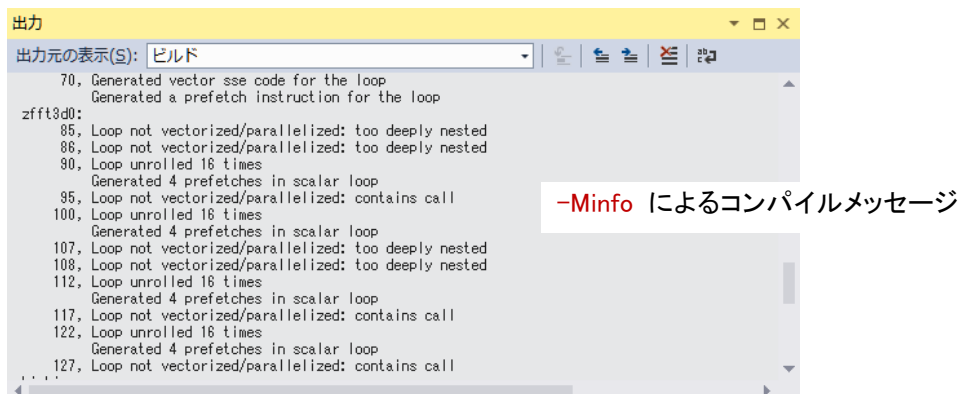 出力
出力元の表示(S): ビルド
70, Generated vector sse code for the loop
Generated a prefetch instruction for the loop
zfft3d0:
85, Loop not vectorized/parallelized: too deeply nested
86, Loop not vectorized/parallelized: too deeply nested
90, Loop unrolled 16 times
Generated 4 prefetches in scalar loop
95, Loop not vectorized/parallelized: contains call
100, Loop unrolled 16 times
Generated 4 prefetches in scalar loop
107, Loop not vectorized/parallelized: too deeply nested
108, Loop not vectorized/parallelized: too deeply nested
112, Loop unrolled 16 times
Generated 4 prefetches in scalar loop
117, Loop not vectorized/parallelized: contains call
122, Loop unrolled 16 times
Generated 4 prefetches in scalar loop
127, Loop not vectorized/parallelized: contains call
-Minfo によるコンパイルメッセージ